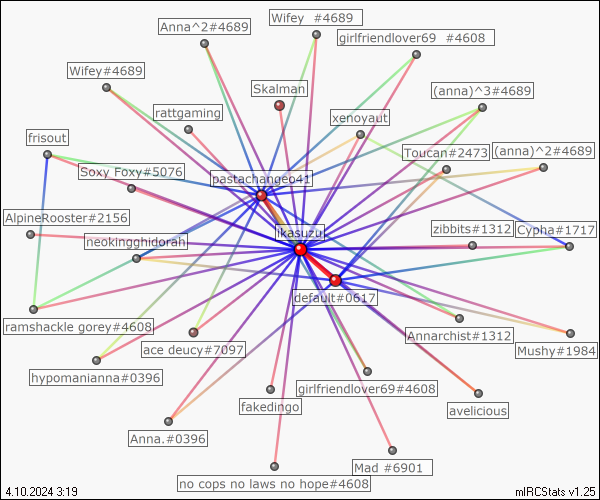 Wifey #4689
Anna^2#4689
girlfriendlover69 #4608
Wifey#4689
Skalman
(anna)^3#4689
rattgaming
xenoyaut
frisout
Toucan#2473
(anna)^2#4689
Soxy Foxy#5076
pastachangeo41
AlpineRooster#2156
zibbits#1312
Cypha#1717
ikasuzu
neokingghidorah
default#0617
ramshackle gorey#4608
Annarchist#1312
ace deucy#7097
Mushy#1984
hypomanianna#0396
girlfriendlover69#4608
fakedingo
avelicious
Anna.#0396
Mad #6901
no cops no laws no hope#4608
4.10.2024 3:19
mIRCStats v1.25